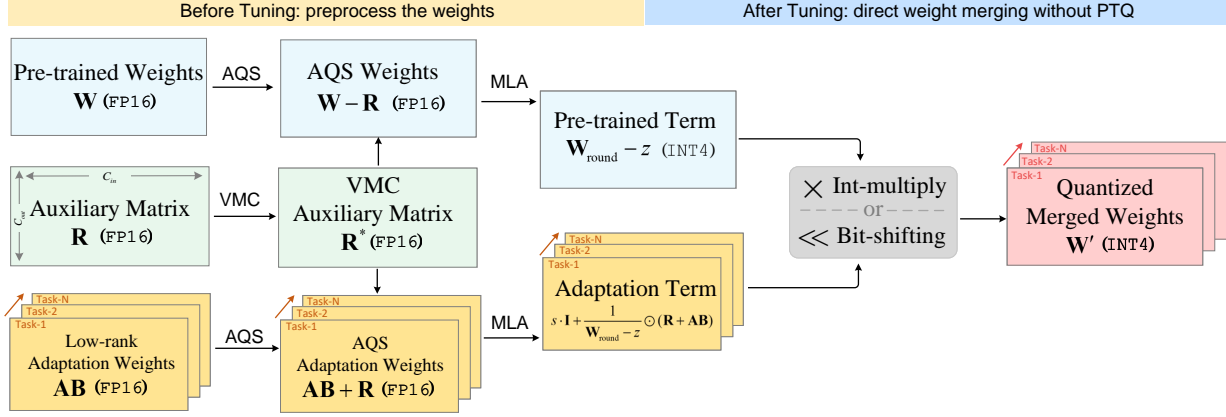 Before Tuning: preprocess the weights
After Tuning: direct weight merging without PTQ
Pre-trained Weights
W (FP16)
AQS
AQS Weights
W − R (FP16)
MLA
Pre-trained Term
W_round − z (INT4)
C_in
C_out
Auxiliary Matrix
R (FP16)
VMC
VMC
Auxiliary Matrix
R* (FP16)
× Int-multiply
or
≪ Bit-shifting
Task-N
Task-2
Task-1
Quantized
Merged Weights
W′ (INT4)
Task-N
Task-2
Task-1
Low-rank
Adaptation Weights
AB (FP16)
AQS
Task-N
Task-2
Task-1
AQS
Adaptation Weights
AB + R (FP16)
MLA
Task-N
Task-2
Task-1
Adaptation Term
s · I + 1 / (W_round − z) ⊙ (R + AB)